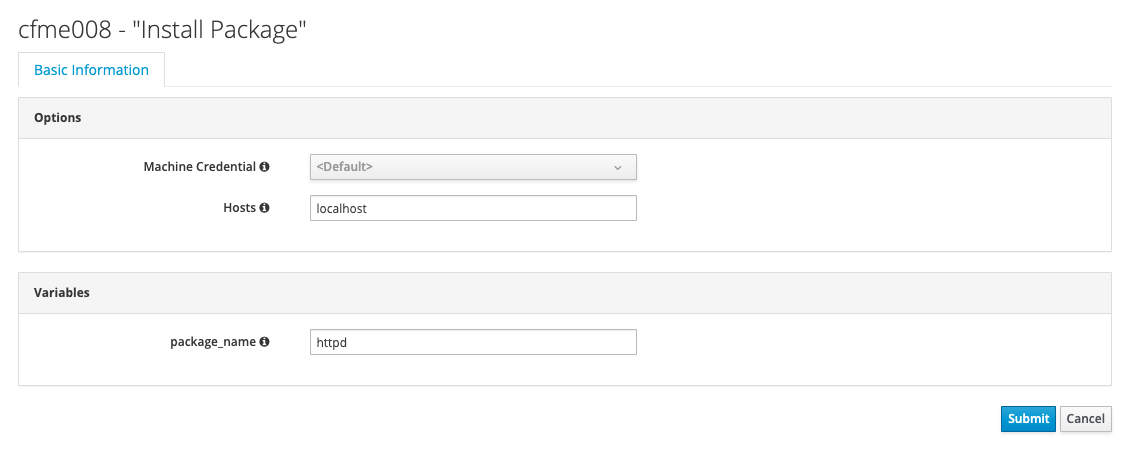 cfme008 - "Install Package"
Basic Information
Options
Machine Credential
<Default>
Hosts
localhost
Variables
package_name
httpd
Submit Cancel